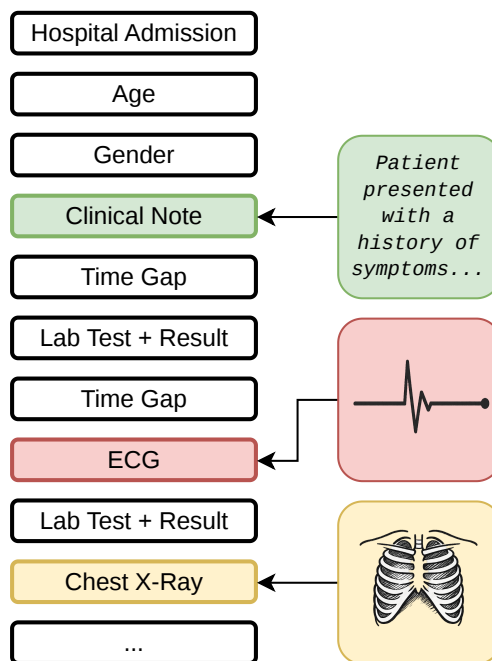 Hospital Admission
Age
Gender
Clinical Note
Patient
presented
with a
history of
symptoms...
Time Gap
Lab Test + Result
Time Gap
ECG
Lab Test + Result
Chest X-Ray
...